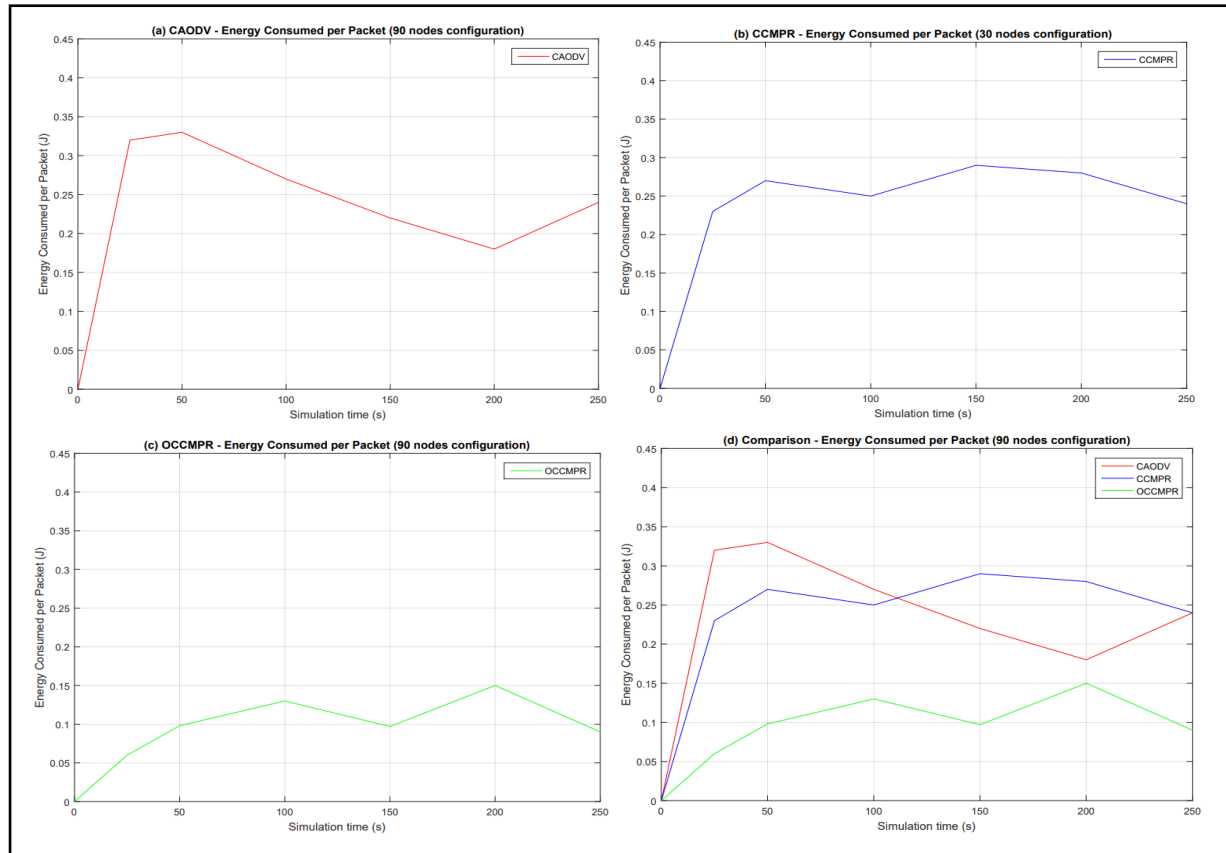 (a) CAODV - Energy Consumed per Packet (90 nodes configuration)
CAODV
Energy Consumed per Packet (J)
0.45
0.4
0.35
0.3
0.25
0.2
0.15
0.1
0.05
0
0 50 100 150 200 250
Simulation time (s)
(b) CCMPR - Energy Consumed per Packet (30 nodes configuration)
CCMPR
Energy Consumed per Packet (J)
0.45
0.4
0.35
0.3
0.25
0.2
0.15
0.1
0.05
0
0 50 100 150 200 250
Simulation time (s)
(c) OCCMPR - Energy Consumed per Packet (90 nodes configuration)
OCCMPR
Energy Consumed per Packet (J)
0.45
0.4
0.35
0.3
0.25
0.2
0.15
0.1
0.05
0
0 50 100 150 200 250
Simulation time (s)
(d) Comparison - Energy Consumed per Packet (90 nodes configuration)
CAODV
CCMPR
OCCMPR
Energy Consumed per Packet (J)
0.45
0.4
0.35
0.3
0.25
0.2
0.15
0.1
0.05
0
0 50 100 150 200 250
Simulation time (s)